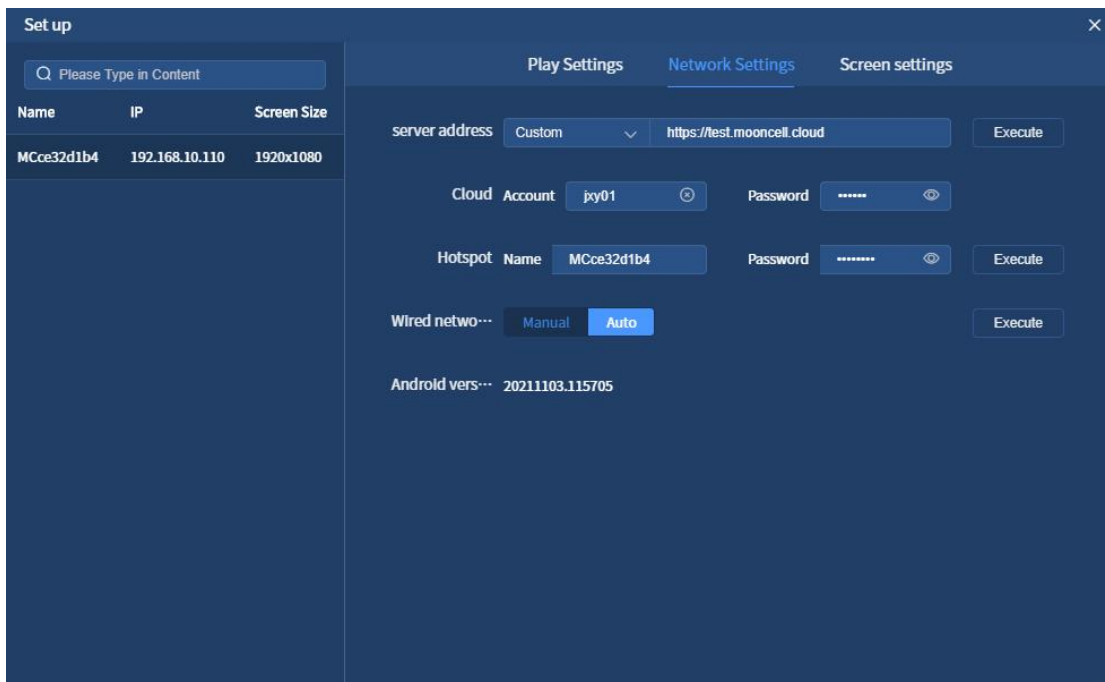 Set up
Please Type in Content
Name IP Screen Size
MCce32d1b4 192.168.10.110 1920x1080
Play Settings Network Settings Screen settings
server address Custom https://test.mooncell.cloud Execute
Cloud Account jxy01 Password ••••••
Hotspot Name MCce32d1b4 Password •••••••• Execute
Wired netwo··· Manual Auto Execute
Android vers··· 20211103.115705